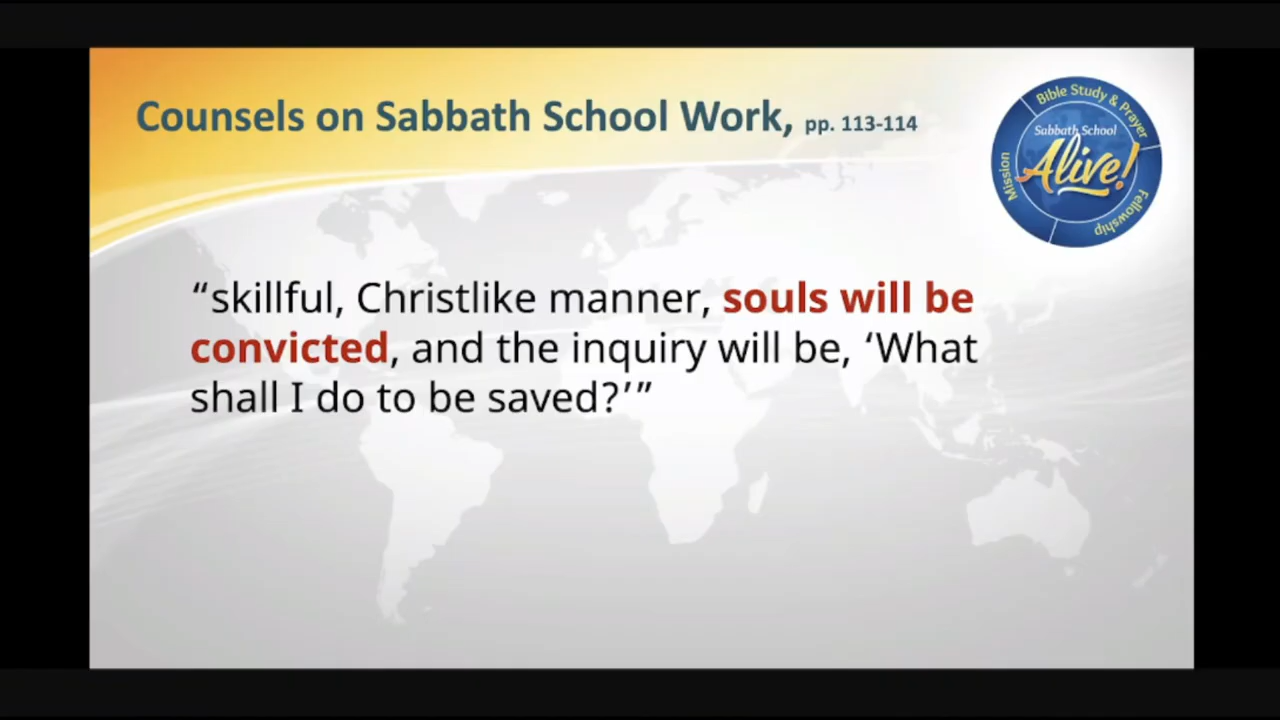 Counsels on Sabbath School Work, pp. 113-114
Bible Study & Prayer
Sabbath School
Alive!
Mission
Fellowship
“skillful, Christlike manner, souls will be
convicted, and the inquiry will be, ‘What
shall I do to be saved?’”